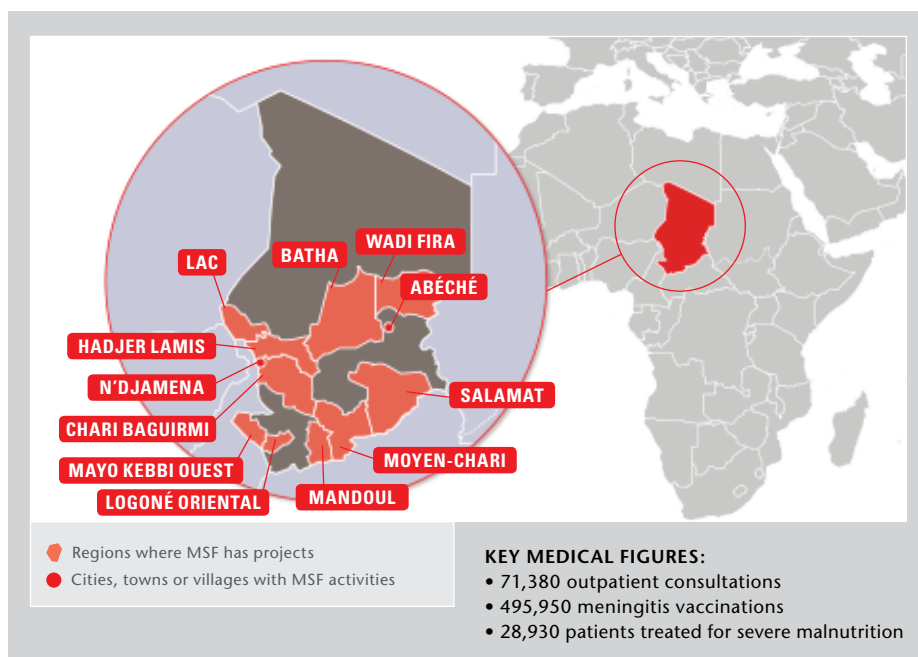 WADI FIRA
BATHA
LAC
ABÉCHÉ
HADJER LAMIS
N'DJAMENA
SALAMAT
CHARI BAGUIRMI
MOYEN-CHARI
MAYO KEBBI OUEST
LOGONÉ ORIENTAL
MANDOUL
Regions where MSF has projects
Cities, towns or villages with MSF activities
KEY MEDICAL FIGURES:
• 71,380 outpatient consultations
• 495,950 meningitis vaccinations
• 28,930 patients treated for severe malnutrition